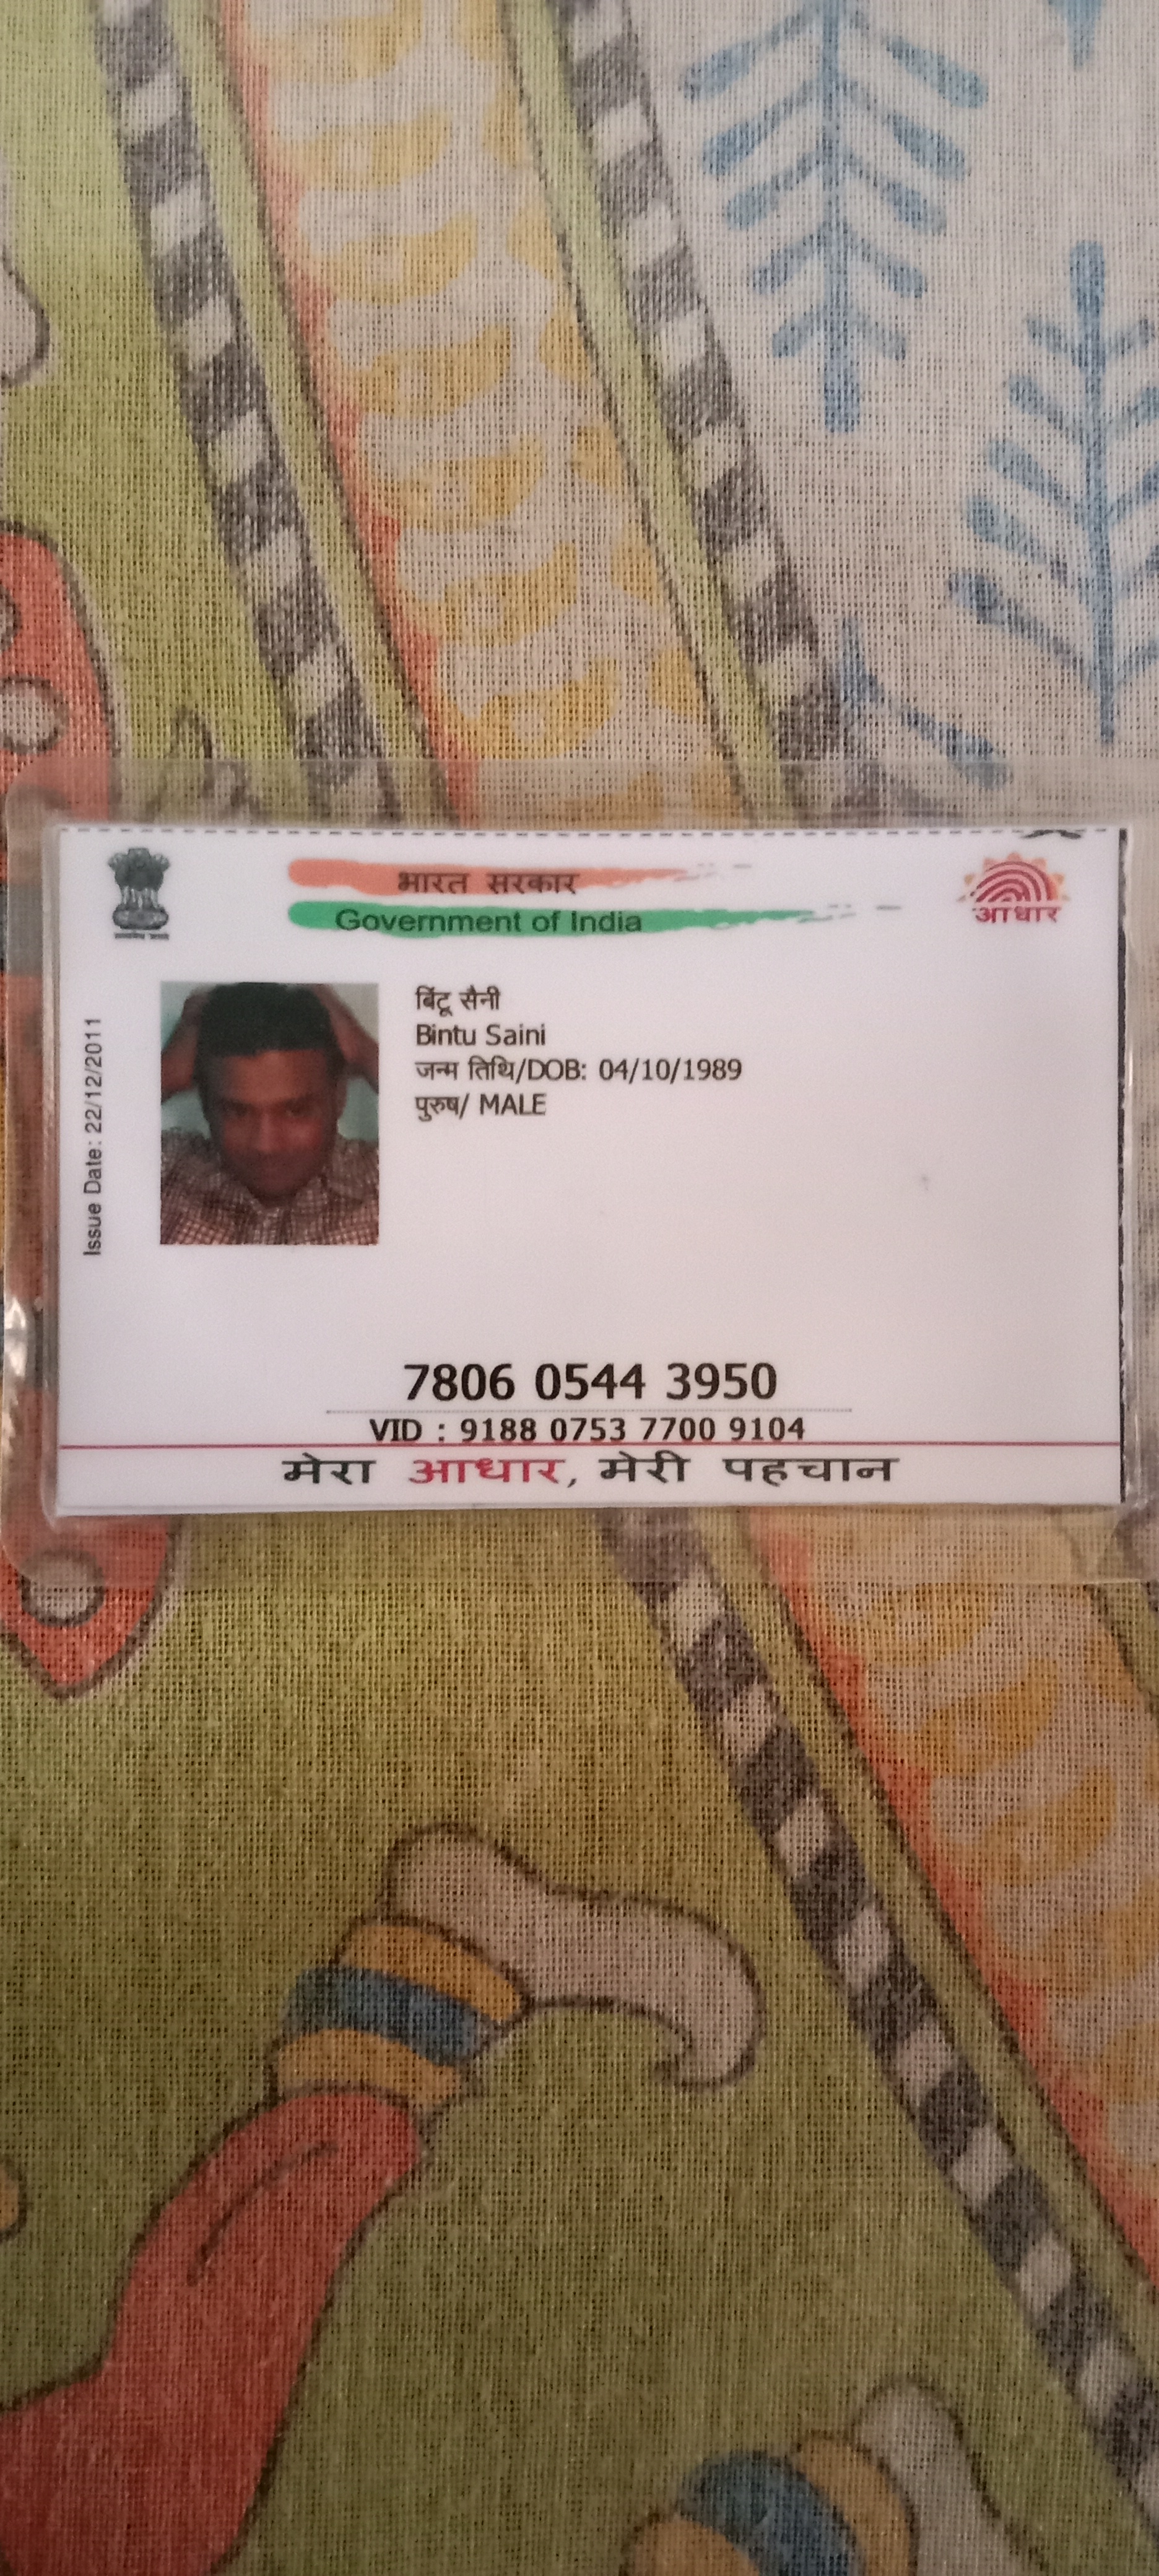 भारत सरकार
Government of India
आधार
Issue Date: 22/12/2011
बिंटू सैनी
Bintu Saini
जन्म तिथि/DOB: 04/10/1989
पुरुष/ MALE
7806 0544 3950
VID : 9188 0753 7700 9104
मेरा आधार, मेरी पहचान